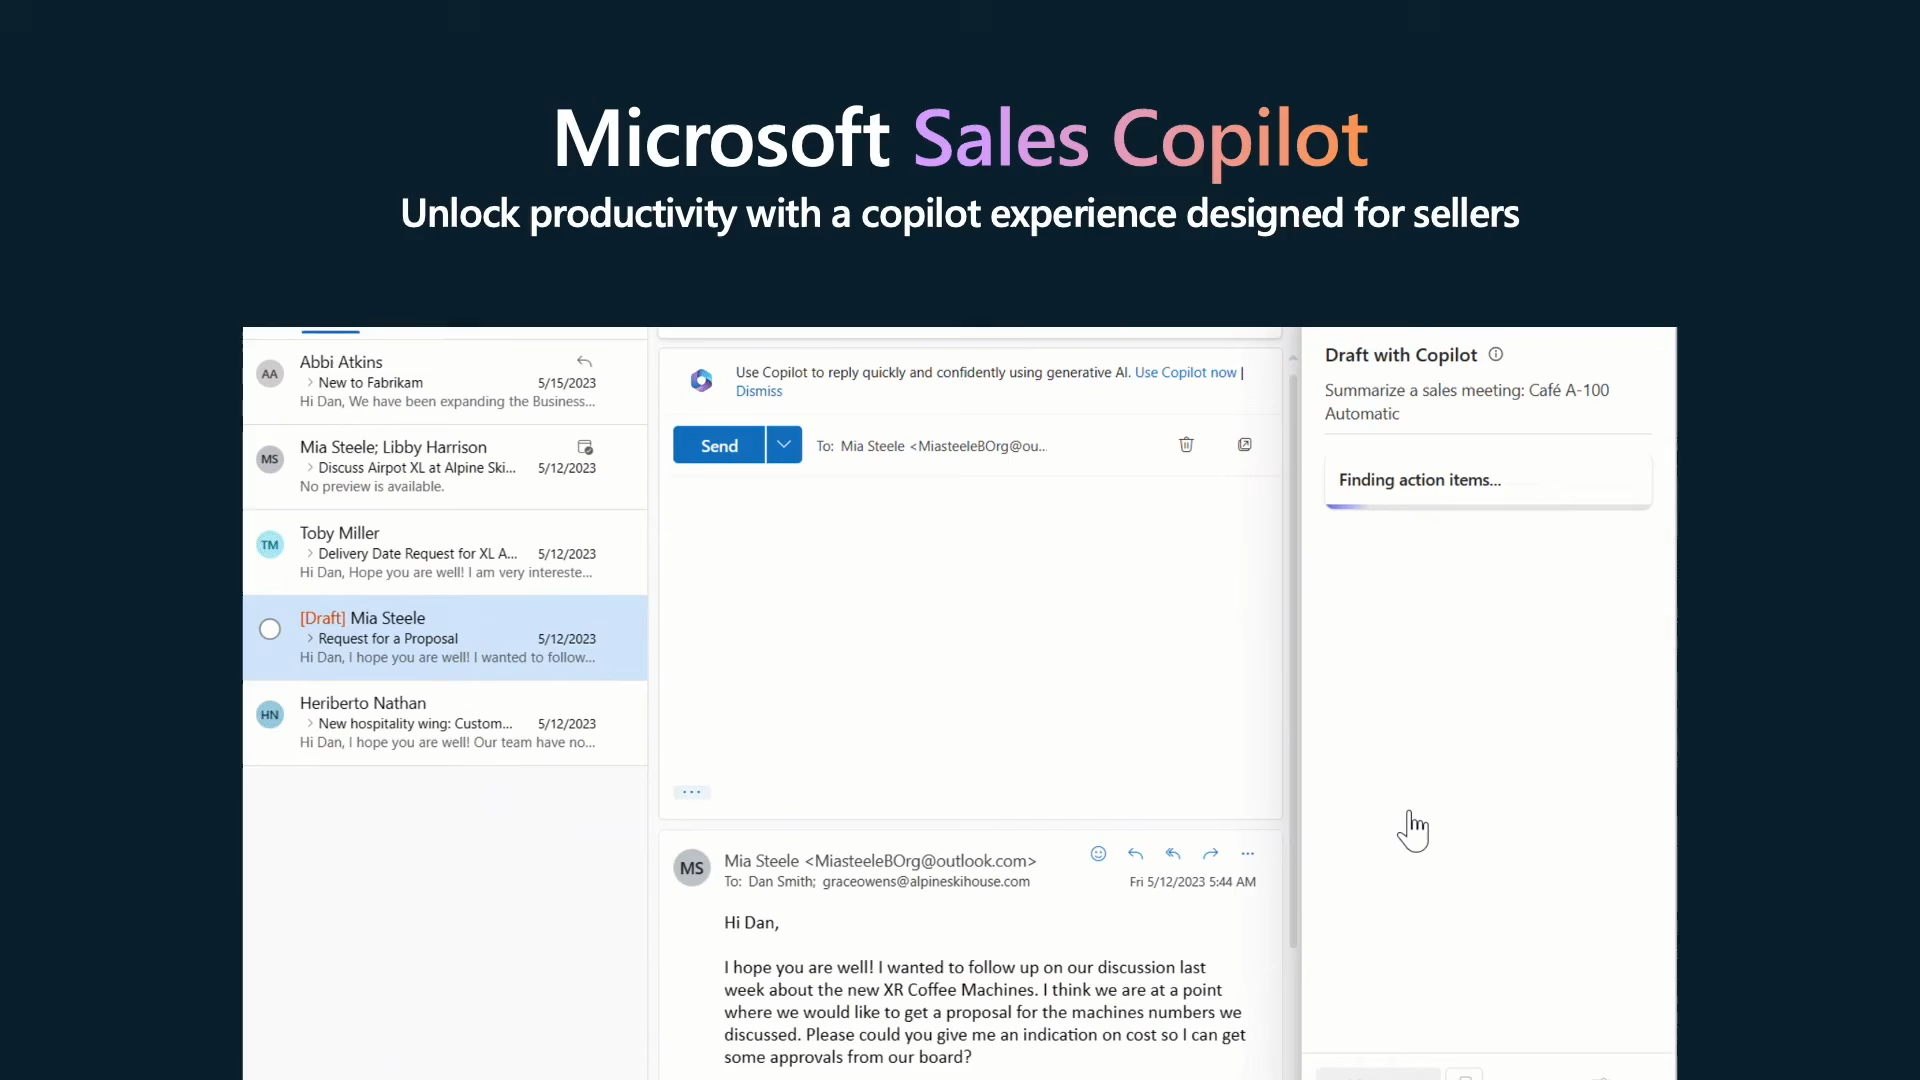 Microsoft Sales Copilot
Unlock productivity with a copilot experience designed for sellers
AA
Abbi Atkins
New to Fabrikam
5/15/2023
Hi Dan, We have been expanding the Business...
MS
Mia Steele; Libby Harrison
Discuss Airpot XL at Alpine Ski...
5/12/2023
No preview is available.
TM
Toby Miller
Delivery Date Request for XL A...
5/12/2023
Hi Dan, Hope you are well! I am veryintereste...
[Draft] Mia Steele
Request for a Proposal
5/12/2023
Hi Dan, I hope you are well! I wanted to follow...
HN
Heriberto Nathan
New hospitality wing: Custom...
5/12/2023
Hi Dan, I hope you are well! Our team have no...
Use Copilot to reply quickly and confidently using generative AI. Use Copilot now |
Dismiss
Send
To: Mia Steele <MiasteeleBOrg@ou...
MS
Mia Steele <MiasteeleBOrg@outlook.com>
To: Dan Smith; graceowens@alpineskihouse.com
Fri 5/12/2023 5:44 AM
Hi Dan,
I hope you are well! I wanted to follow up on our discussion last
week about the new XR Coffee Machines. I think we are at a point
where we would like to get a proposal for the machines numbers we
discussed. Please could you give me an indication on cost so I can get
some approvals from our board?
Draft with Copilot
Summarize a sales meeting: Café A-100
Automatic
Finding action items...